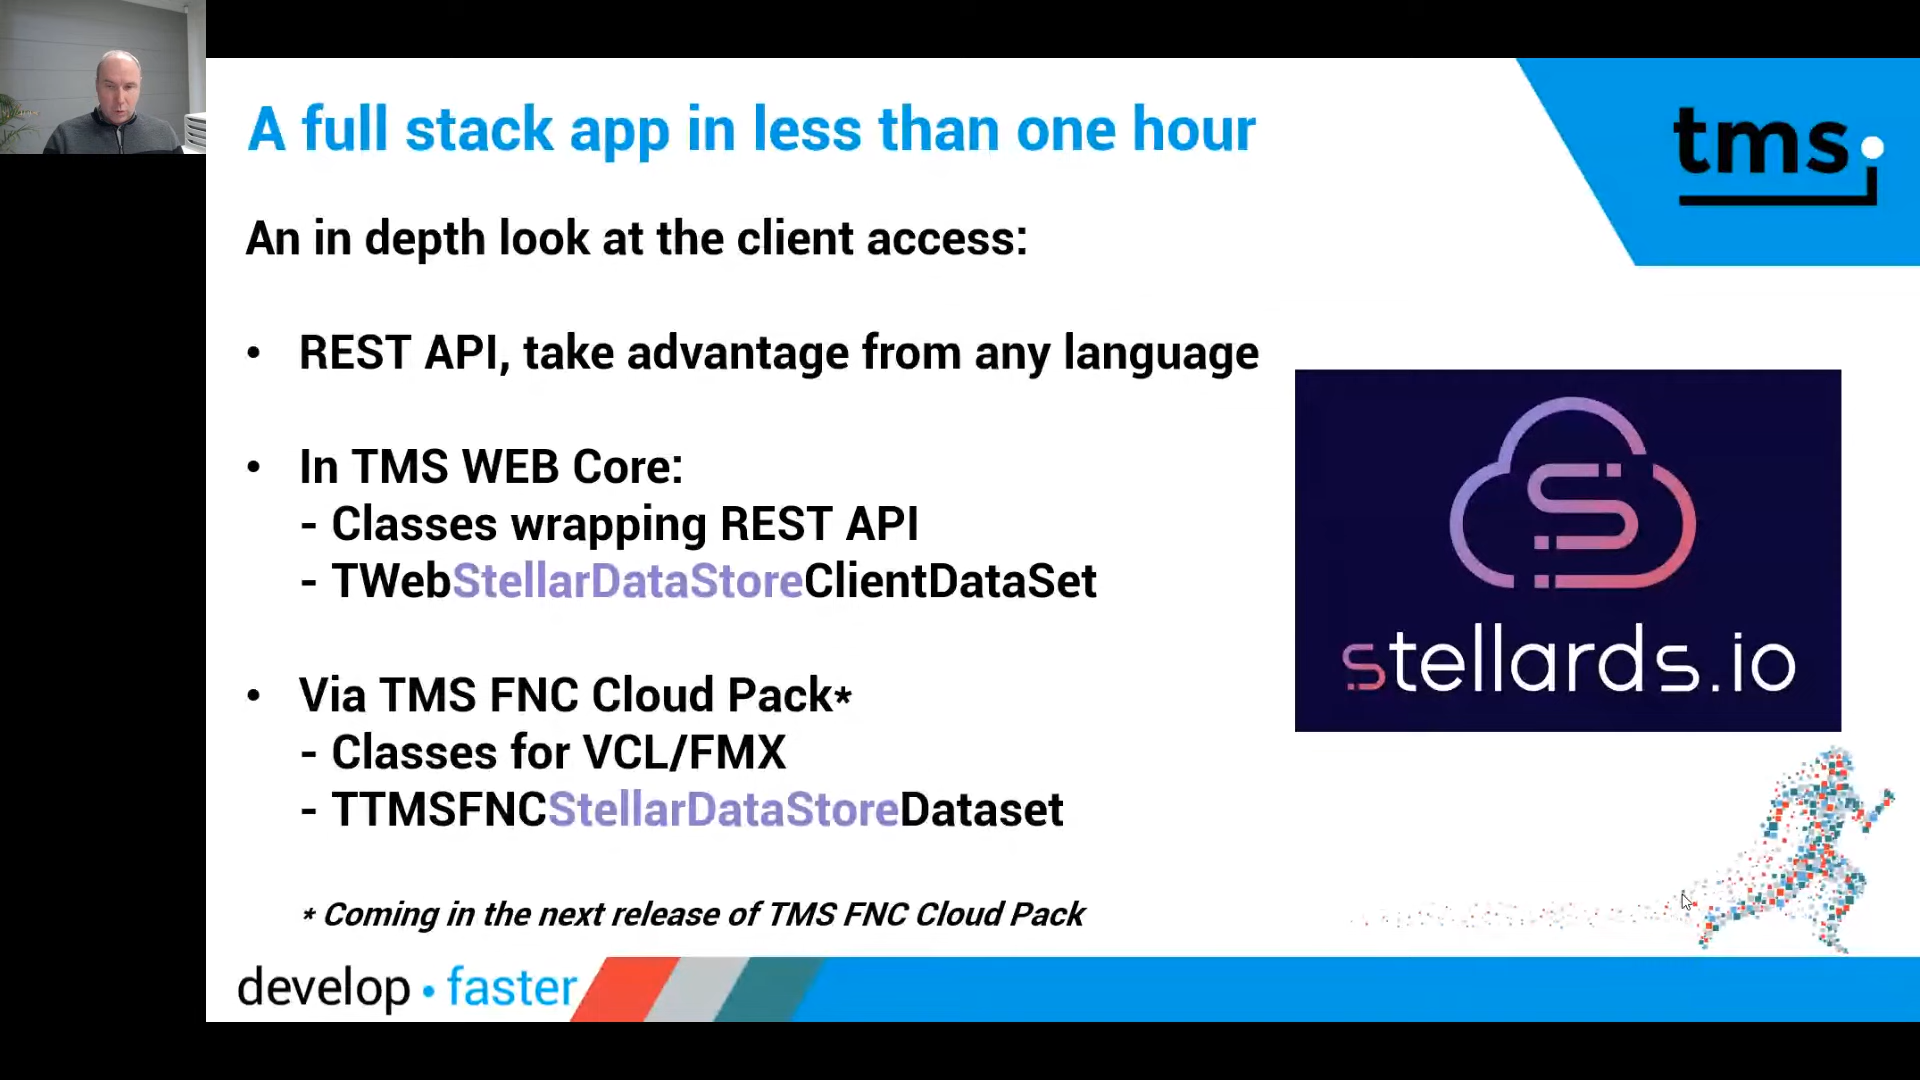 A full stack app in less than one hour
tms
An in depth look at the client access:
• REST API, take advantage from any language
• In TMS WEB Core:
- Classes wrapping REST API
- TWebStellarDataStoreClientDataSet
• Via TMS FNC Cloud Pack*
- Classes for VCL/FMX
- TTMSFNCStellarDataStoreDataset
stellards.io
* Coming in the next release of TMS FNC Cloud Pack
develop • faster